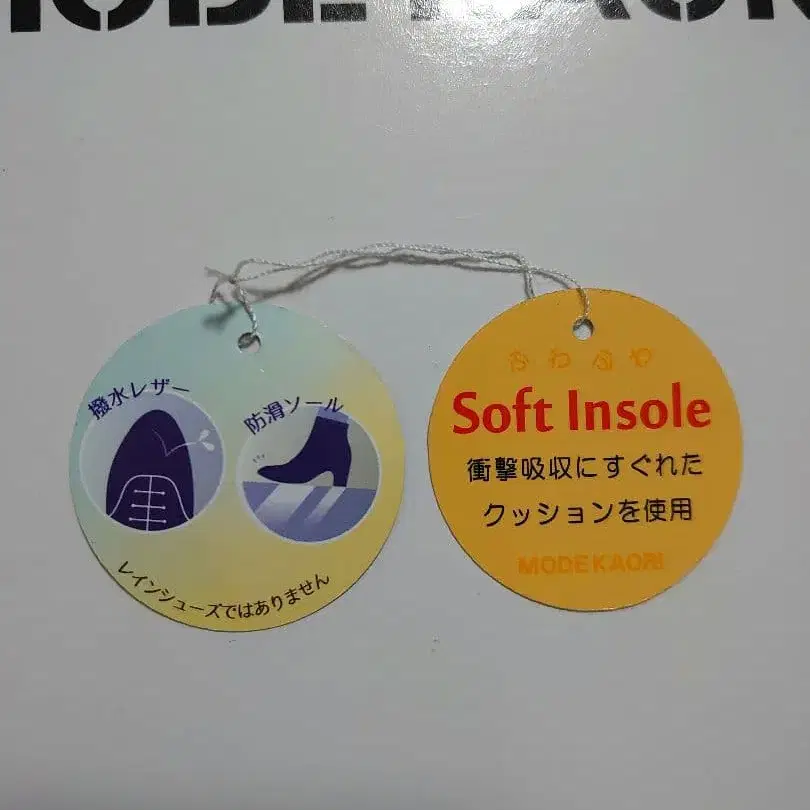 MODE KAORI
撥水レザー
防滑ソール
レインシューズではありません
ふわふわ
Soft Insole
衝撃吸収にすぐれた
クッションを使用
MODEKAORI